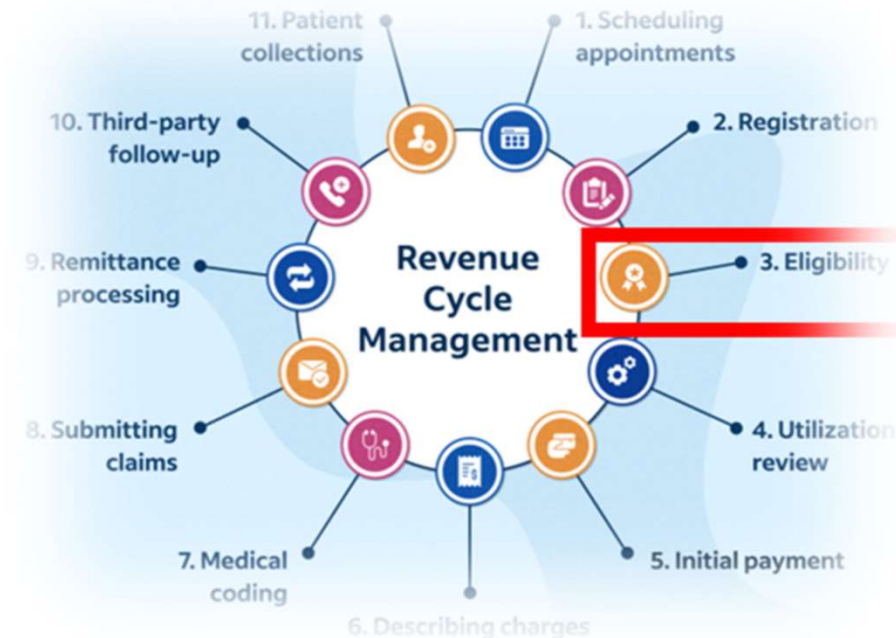 11. Patient
collections
1. Scheduling
appointments
10. Third-party
follow-up
2. Registration
Revenue
Cycle
Management
9. Remittance
processing
3. Eligibility
8. Submitting
claims
4. Utilization
review
7. Medical
coding
5. Initial payment
6. Describing charges